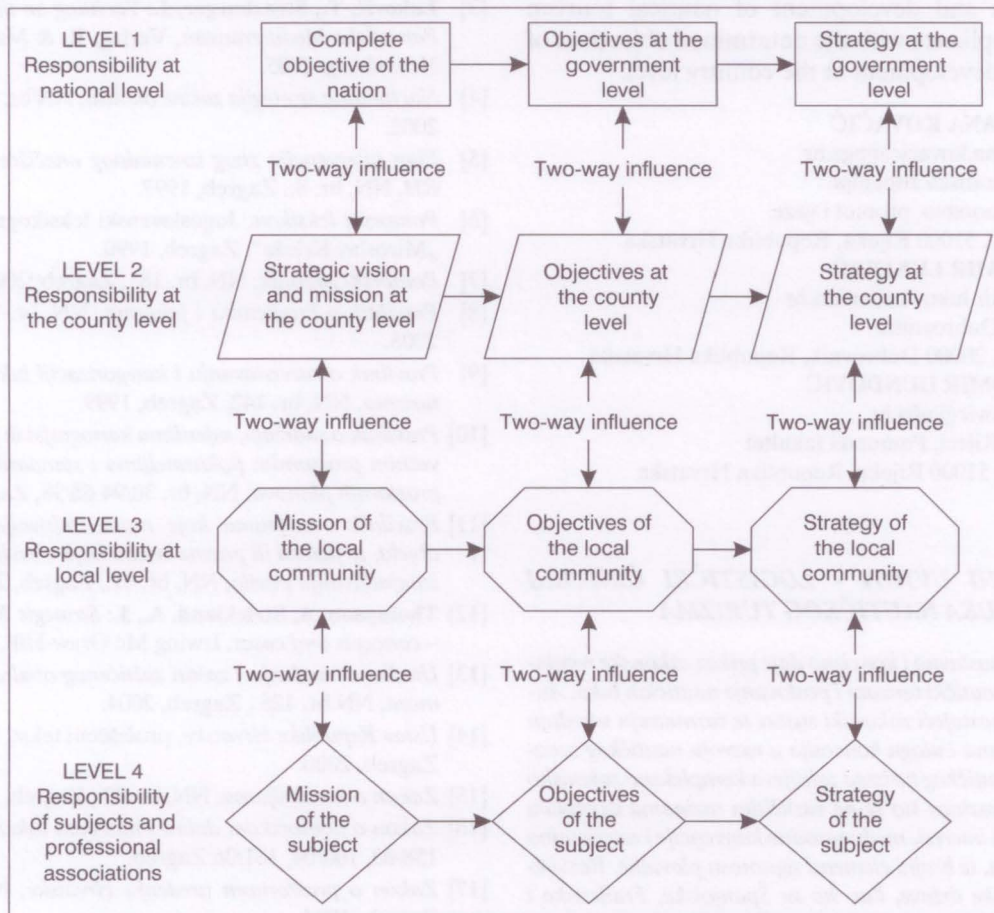 LEVEL 1
Responsibility at
national level
Complete
objective of the
nation
Objectives at the
government
level
Strategy at the
government
level
Two-way influence
Two-way influence
Two-way influence
LEVEL 2
Responsibility at
the county level
Strategic vision
and mission at
the county level
Objectives at
the county
level
Strategy at
the county
level
Two-way influence
Two-way influence
Two-way influence
LEVEL 3
Responsibility at
local level
Mission of
the local
community
Objectives of
the local
community
Strategy of
the local
community
Two-way influence
Two-way influence
Two-way influence
LEVEL 4
Responsibility
of subjects and
professional
associations
Mission
of the
subject
Objectives
of the
subject
Strategy
of the
subject